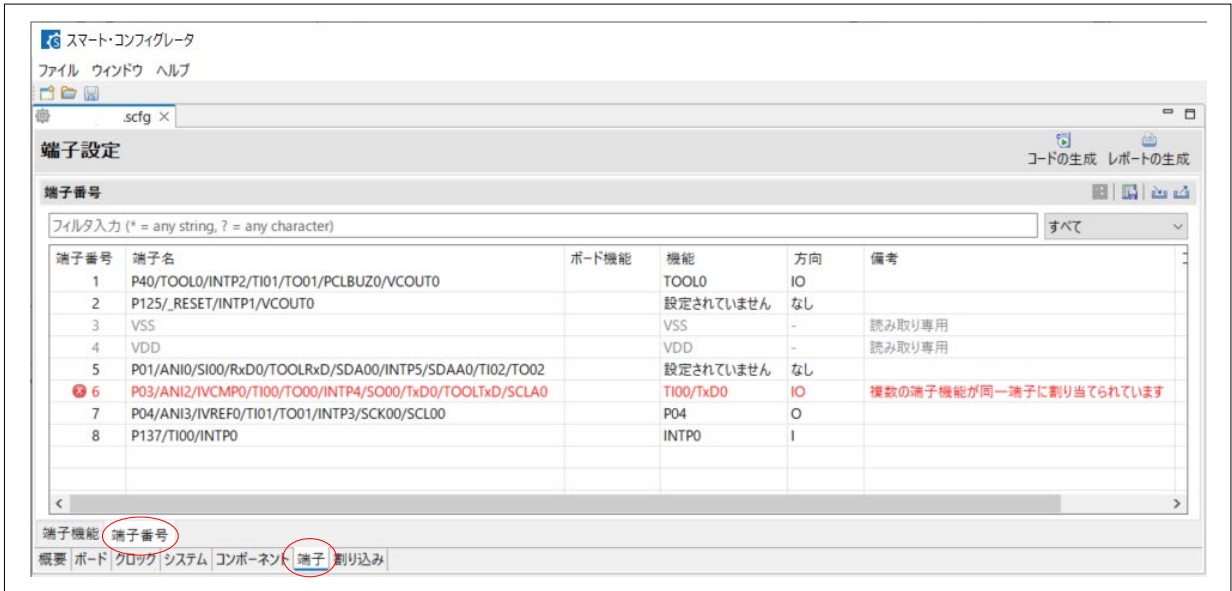 スマート・コンフィグレータ
ファイル ウィンドウ ヘルプ
.scfg
端子設定
コードの生成 レポートの生成
端子番号
フィルタ入力 (* = any string, ? = any character) すべて
端子番号 端子名 ボード機能 機能 方向 備考
1 P40/TOOL0/INTP2/TI01/TO01/PCLBUZ0/VCOUT0 TOOL0 IO
2 P125/_RESET/INTP1/VCOUT0 設定されていません なし
3 VSS VSS - 読み取り専用
4 VDD VDD - 読み取り専用
5 P01/ANI0/SI00/RxD0/TOOLRxD/SDA00/INTP5/SDAA0/TI02/TO02 設定されていません なし
6 P03/ANI2/IVCMP0/TI00/TO00/INTP4/SO00/TxD0/TOOLTxD/SCLA0 TI00/TxD0 IO 複数の端子機能が同一端子に割り当てられています
7 P04/ANI3/IVREF0/TI01/TO01/INTP3/SCK00/SCL00 P04 O
8 P137/TI00/INTP0 INTP0 I
端子機能 端子番号
概要 ボード クロック システム コンポーネント 端子 割り込み